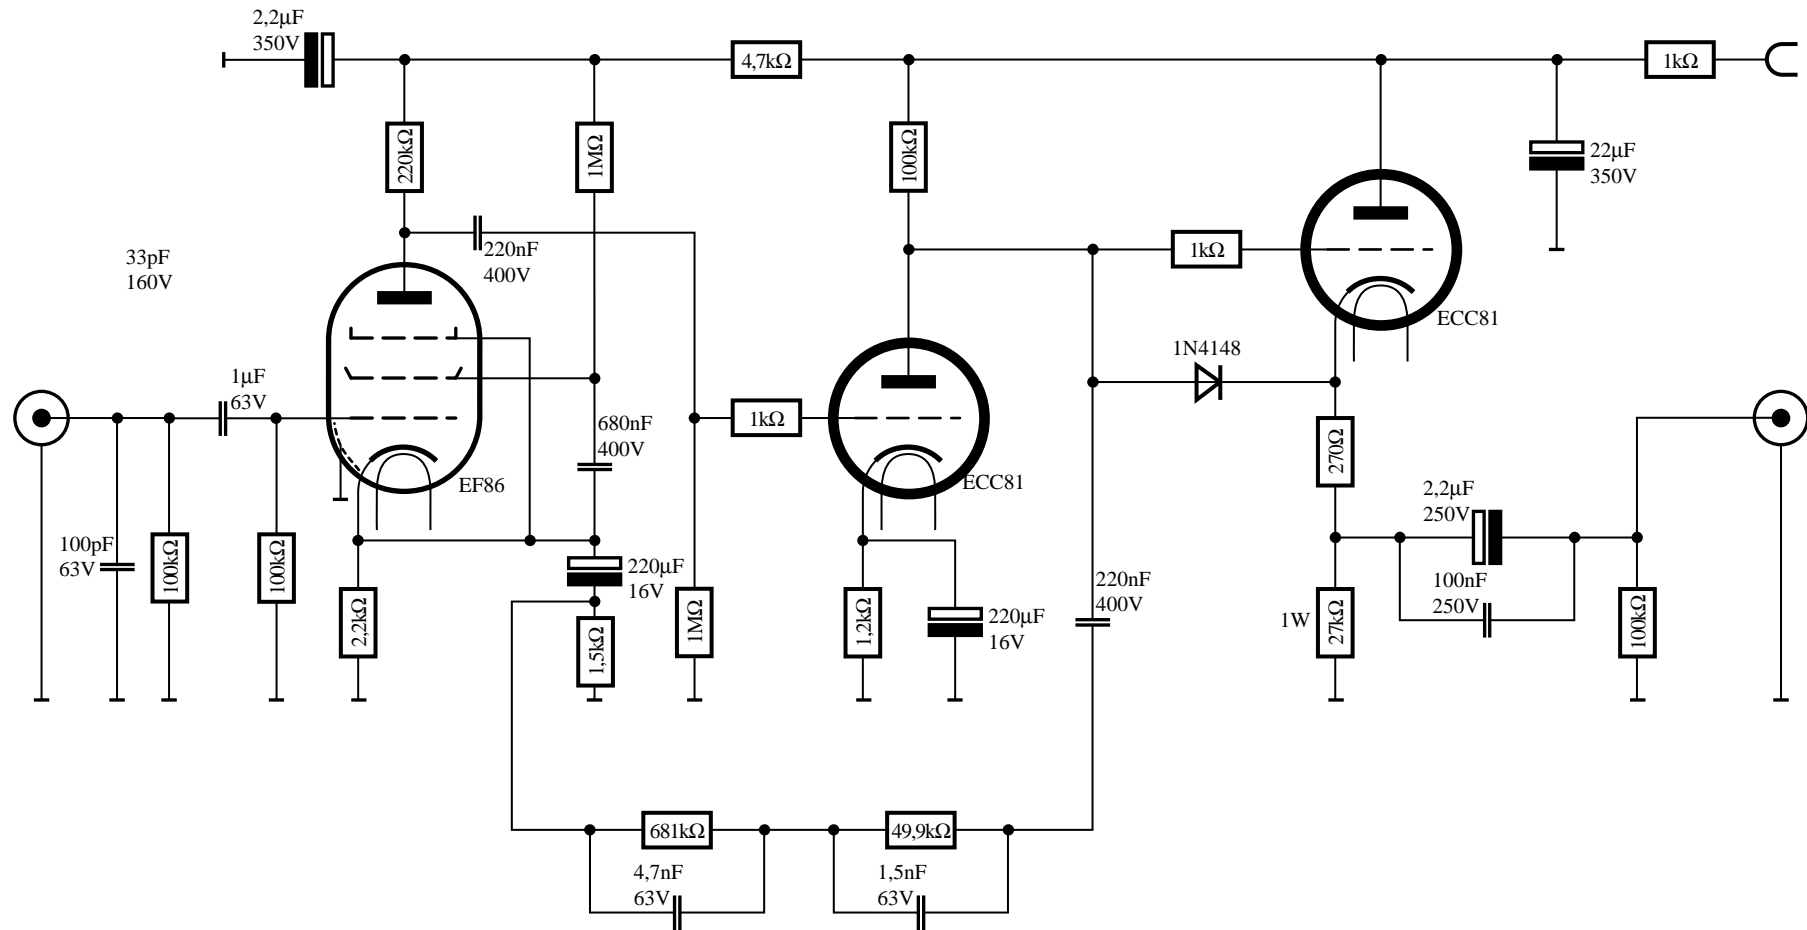 2,2µF
350V
4,7kΩ
1kΩ
220kΩ
1MΩ
100kΩ
22µF
350V
33pF
160V
220nF
400V
1kΩ
ECC81
1N4148
1µF
63V
680nF
400V
1kΩ
270Ω
EF86
ECC81
2,2µF
250V
100pF
63V
100kΩ
100kΩ
2,2kΩ
220µF
16V
1,5kΩ
1MΩ
1,2kΩ
220µF
16V
220nF
400V
1W
27kΩ
100nF
250V
100kΩ
681kΩ
49,9kΩ
4,7nF
63V
1,5nF
63V